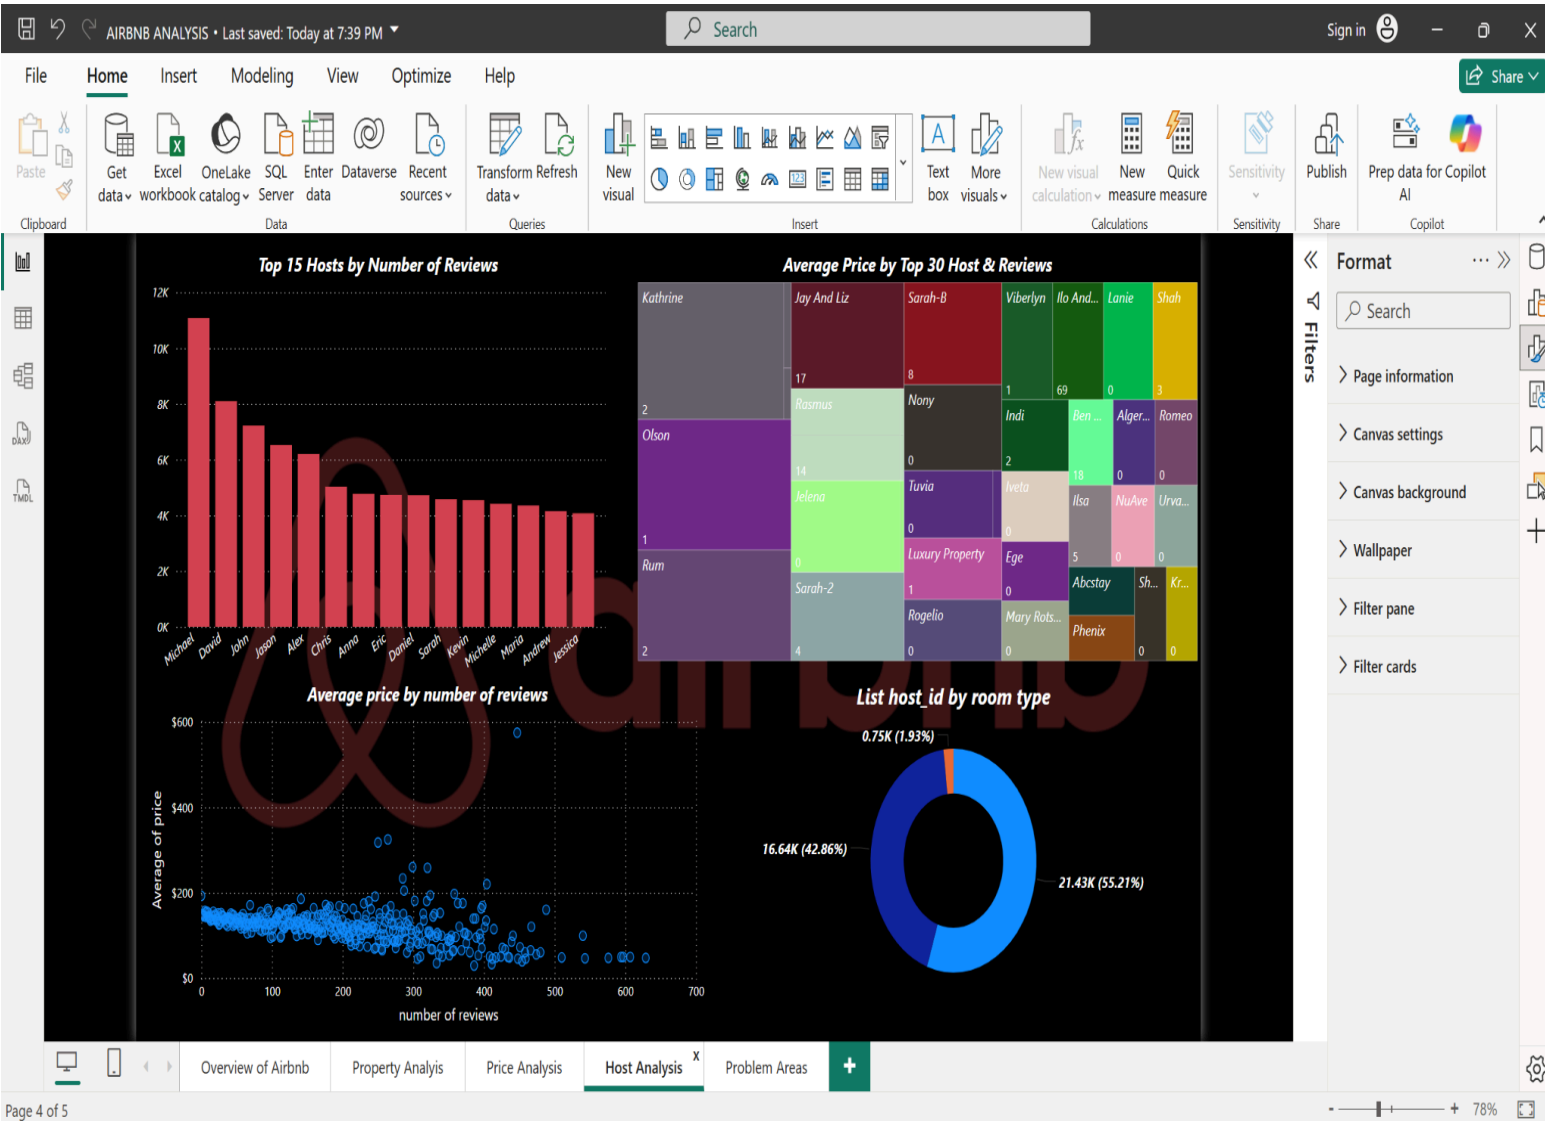 AIRBNB ANALYSIS • Last saved: Today at 7:39 PM
Search
Sign in
File Home Insert Modeling View Optimize Help
Share
Paste
Get data
Excel workbook
OneLake catalog
SQL Server
Enter data
Dataverse
Recent sources
Transform data
Refresh
New visual
Text box
More visuals
New visual calculation
New measure
Quick measure
Sensitivity
Publish
Prep data for AI
Copilot
Clipboard
Data
Queries
Insert
Calculations
Sensitivity
Share
Copilot
DAX
TMDL
Top 15 Hosts by Number of Reviews
12K
10K
8K
6K
4K
2K
0K
Michael
David
John
Jason
Alex
Chris
Anna
Eric
Daniel
Sarah
Kevin
Michelle
Maria
Andrew
Jessica
Average Price by Top 30 Host & Reviews
Kathrine
2
Olson
1
Rum
2
Jay And Liz
17
Rasmus
14
Jelena
0
Sarah-2
4
Sarah-B
8
Nony
0
Tuvia
0
Luxury Property
1
Rogelio
0
Viberlyn
1
Ilo And...
69
Lanie
0
Shah
3
Indi
2
Ben ...
18
Alger...
0
Romeo
0
Iveta
0
Ilsa
5
NuAve
0
Urva...
0
Ege
0
Mary Rots...
0
Abcstay
Phenix
Sh...
0
Kr...
0
airbnb
Average price by number of reviews
Average of price
$600
$400
$200
$0
0 100 200 300 400 500 600 700
number of reviews
List host_id by room type
0.75K (1.93%)
16.64K (42.86%)
21.43K (55.21%)
Filters
Format
Search
Page information
Canvas settings
Canvas background
Wallpaper
Filter pane
Filter cards
Overview of Airbnb
Property Analyis
Price Analysis
Host Analysis
X
Problem Areas
Page 4 of 5
78%